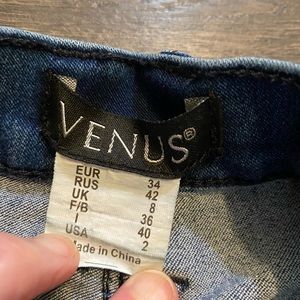 VENUS®
EUR 34
RUS 42
UK 8
F/B 36
I 40
USA 2
Made in China